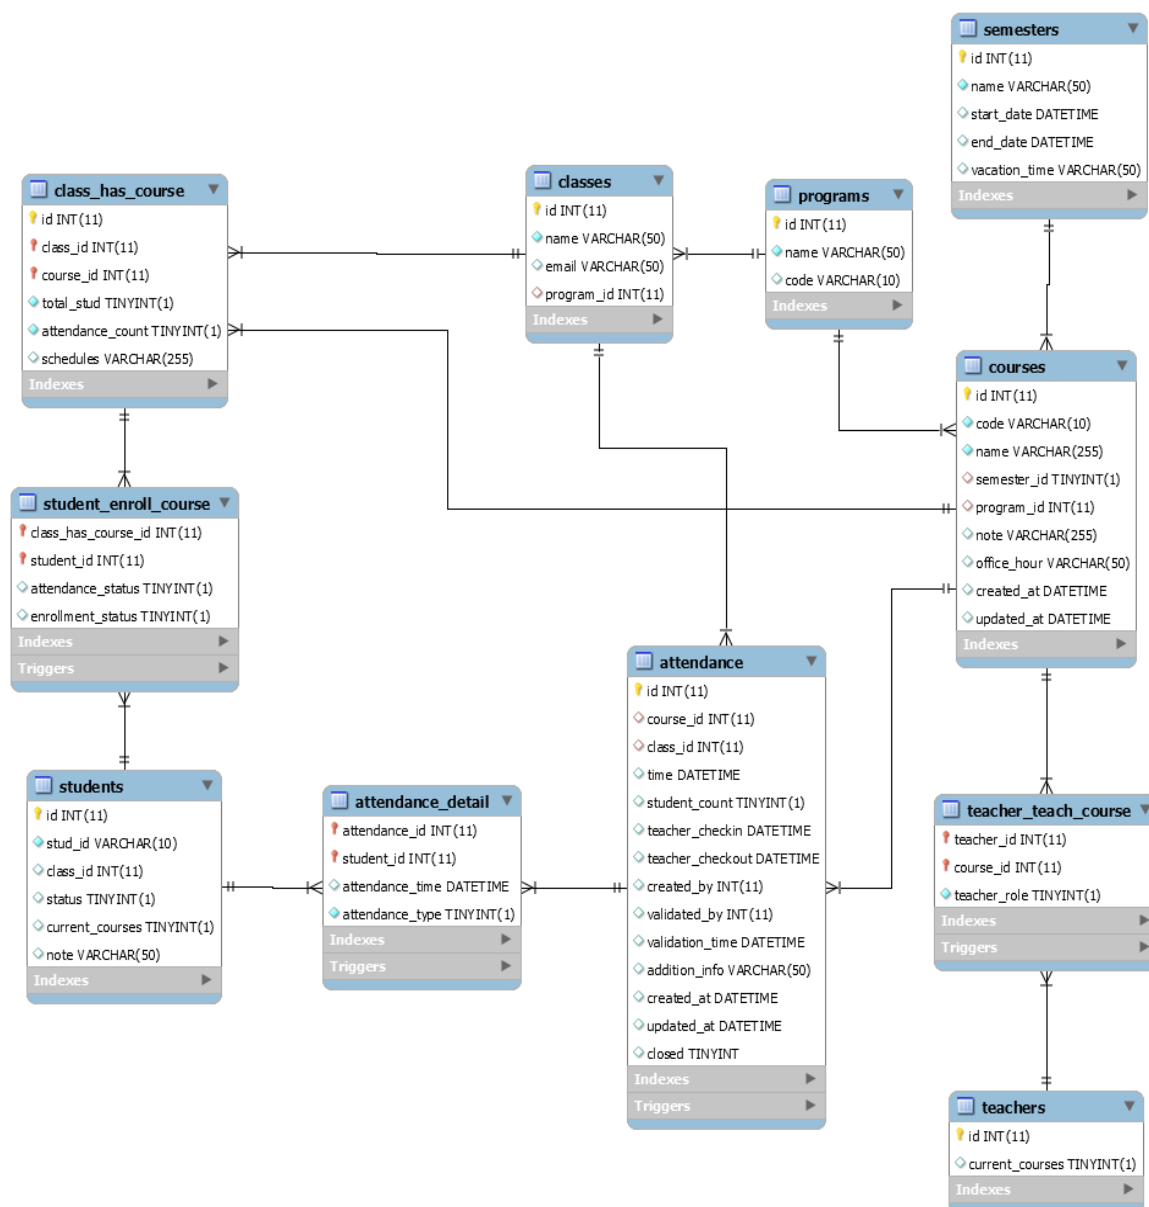 semesters
id INT(11)
name VARCHAR(50)
start_date DATETIME
end_date DATETIME
vacation_time VARCHAR(50)
Indexes
class_has_course
id INT(11)
class_id INT(11)
course_id INT(11)
total_stud TINYINT(1)
attendance_count TINYINT(1)
schedules VARCHAR(255)
Indexes
classes
id INT(11)
name VARCHAR(50)
email VARCHAR(50)
program_id INT(11)
Indexes
programs
id INT(11)
name VARCHAR(50)
code VARCHAR(10)
Indexes
courses
id INT(11)
code VARCHAR(10)
name VARCHAR(255)
semester_id TINYINT(1)
program_id INT(11)
note VARCHAR(255)
office_hour VARCHAR(50)
created_at DATETIME
updated_at DATETIME
Indexes
student_enroll_course
class_has_course_id INT(11)
student_id INT(11)
attendance_status TINYINT(1)
enrollment_status TINYINT(1)
Indexes
Triggers
attendance
id INT(11)
course_id INT(11)
class_id INT(11)
time DATETIME
student_count TINYINT(1)
teacher_checkin DATETIME
teacher_checkout DATETIME
created_by INT(11)
validated_by INT(11)
validation_time DATETIME
addition_info VARCHAR(50)
created_at DATETIME
updated_at DATETIME
closed TINYINT
Indexes
Triggers
students
id INT(11)
stud_id VARCHAR(10)
class_id INT(11)
status TINYINT(1)
current_courses TINYINT(1)
note VARCHAR(50)
Indexes
attendance_detail
attendance_id INT(11)
student_id INT(11)
attendance_time DATETIME
attendance_type TINYINT(1)
Indexes
Triggers
teacher_teach_course
teacher_id INT(11)
course_id INT(11)
teacher_role TINYINT(1)
Indexes
Triggers
teachers
id INT(11)
current_courses TINYINT(1)
Indexes